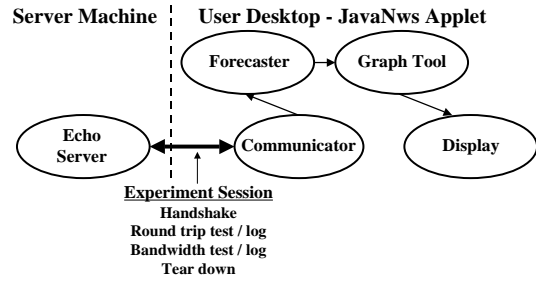 Server Machine
User Desktop - JavaNws Applet
Forecaster
Graph Tool
Echo
Server
Communicator
Display
Experiment Session
Handshake
Round trip test / log
Bandwidth test / log
Tear down